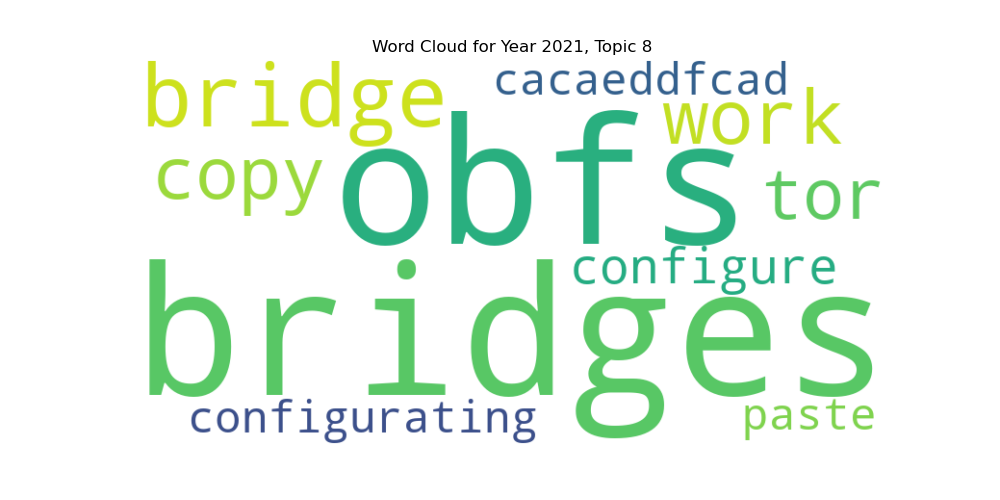 Word Cloud for Year 2021, Topic 8
bridge
cacaeddfcad
work
copy
obfs
tor
configure
bridges
configurating
paste